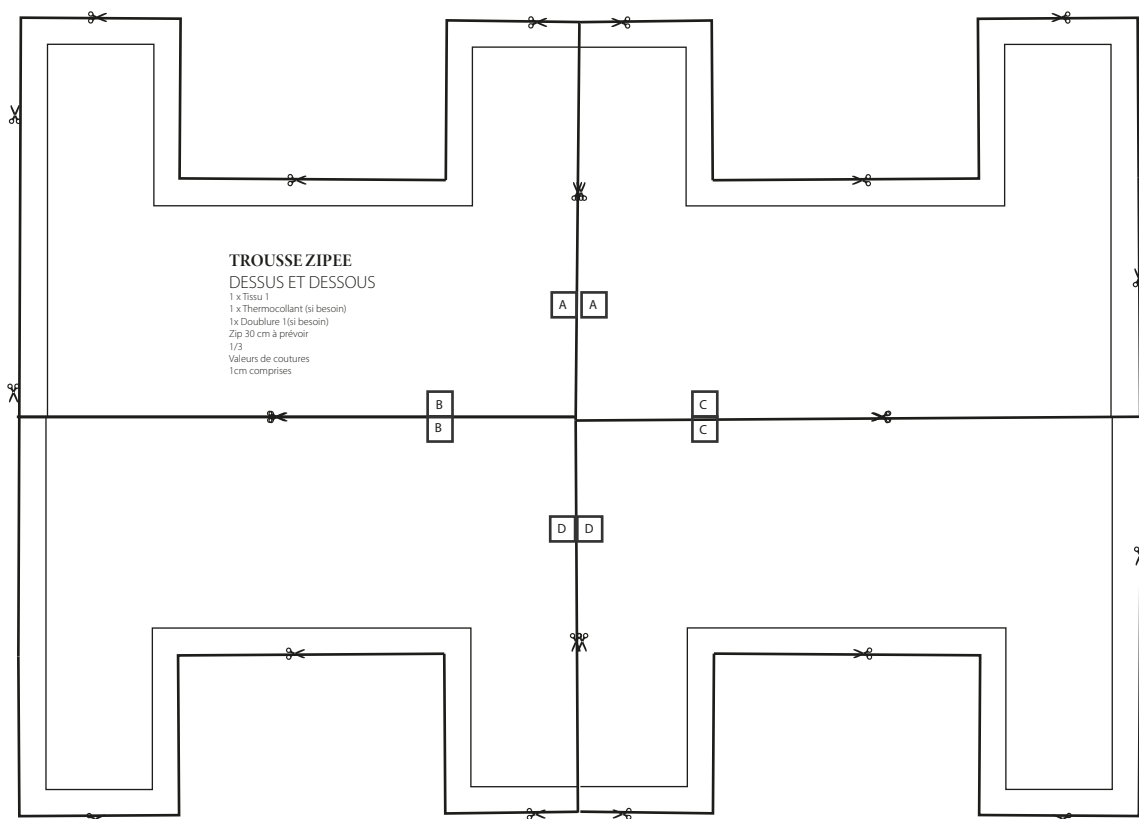 TROUSSE ZIPEE
DESSUS ET DESSOUS
1 x Tissu 1
1 x Thermocollant (si besoin)
1x Doublure 1(si besoin)
Zip 30 cm à prévoir
1/3
Valeurs de coutures
1cm comprises
A A
B
B
C
C
D D